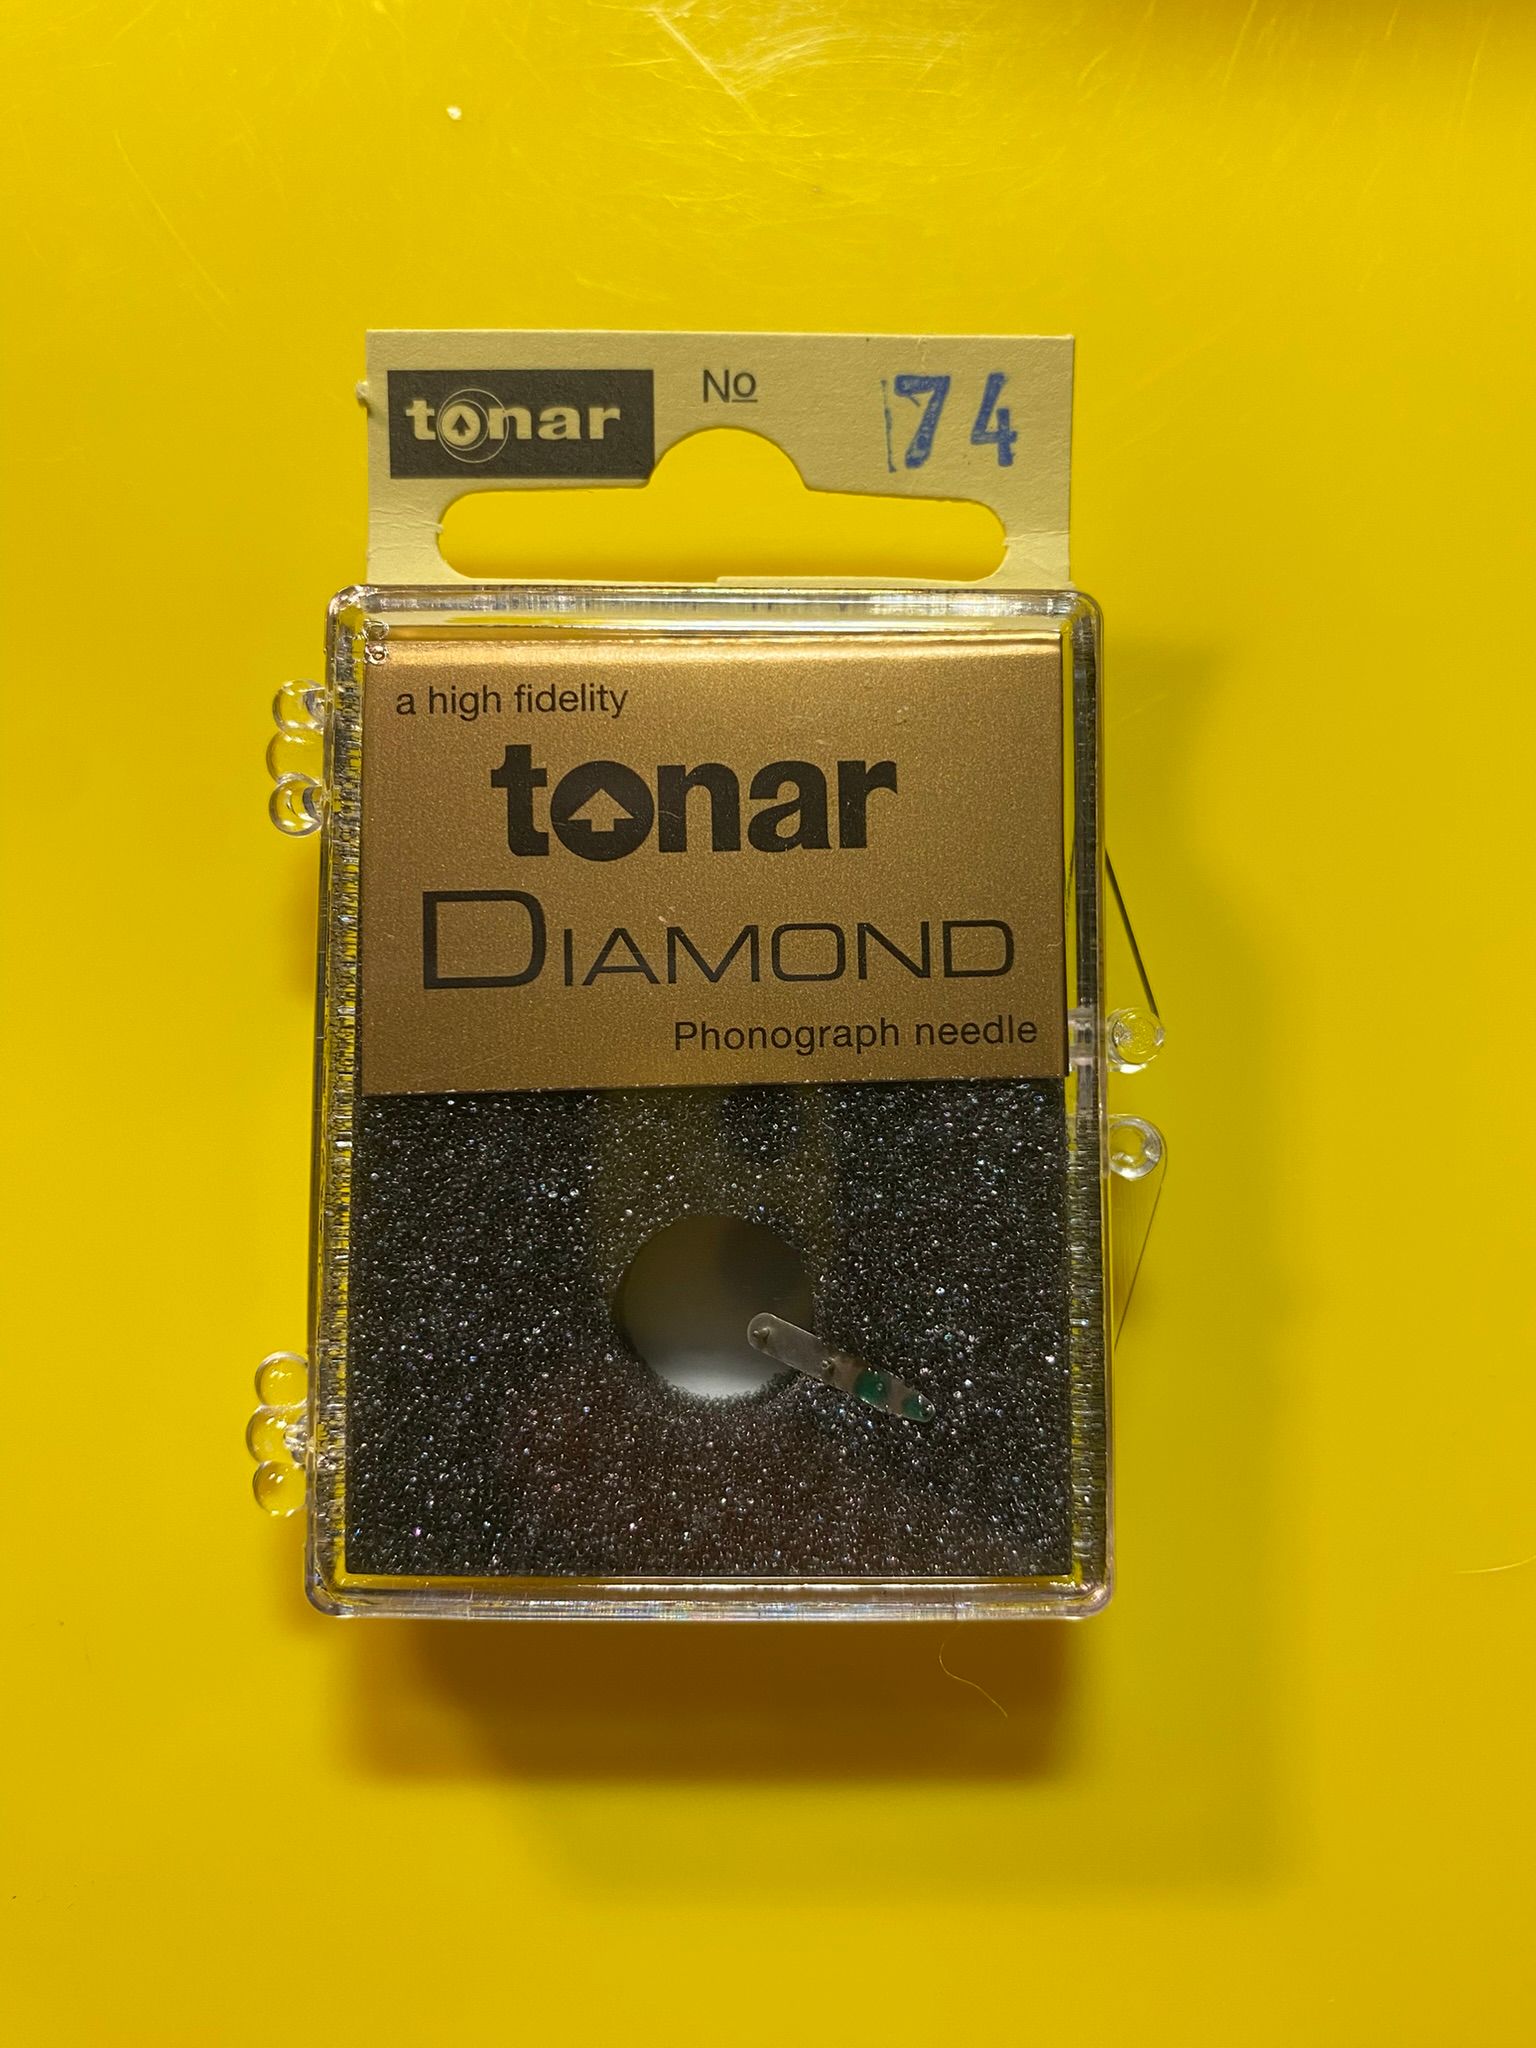 tonar
No
74
a high fidelity
tonar
DIAMOND
Phonograph needle